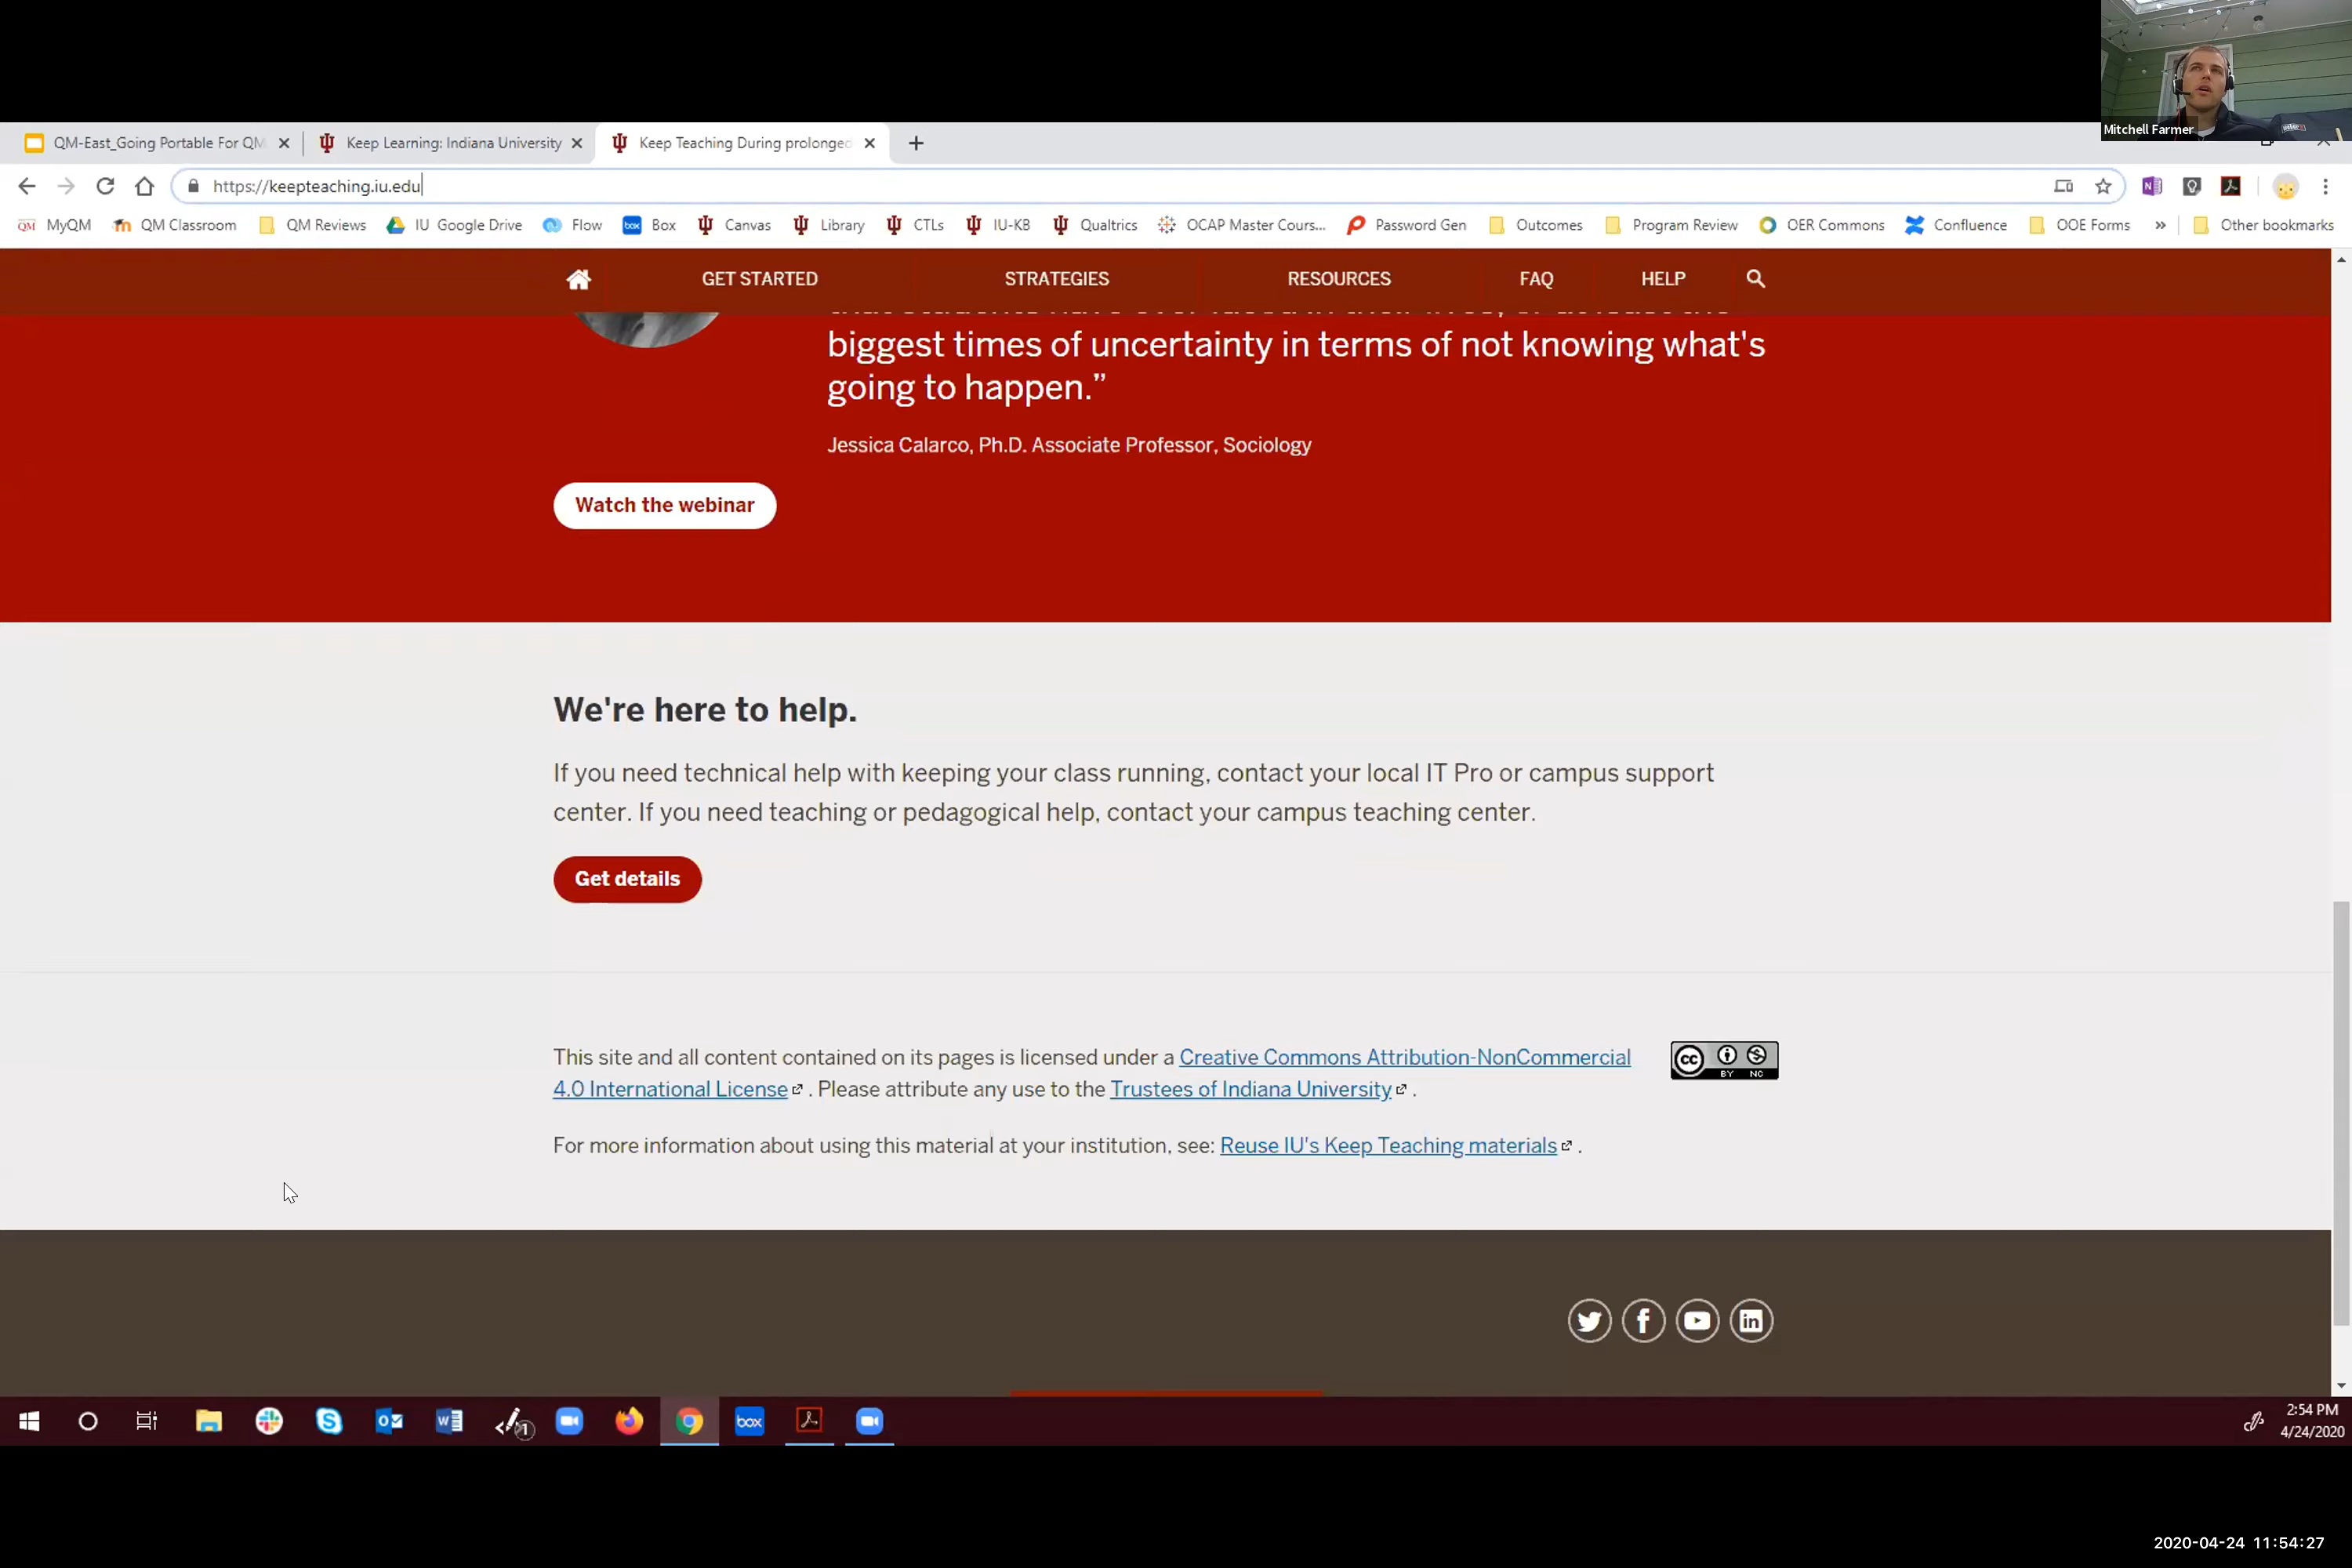 Mitchell Farmer
QM-East_Going Portable For QM
Keep Learning: Indiana University
Keep Teaching During prolonged
https://keepteaching.iu.edu
QM MyQM
QM Classroom
QM Reviews
IU Google Drive
Flow
box Box
Canvas
Library
CTLs
IU-KB
Qualtrics
OCAP Master Cours...
Password Gen
Outcomes
Program Review
OER Commons
Confluence
OOE Forms
»
Other bookmarks
GET STARTED
STRATEGIES
RESOURCES
FAQ
HELP
biggest times of uncertainty in terms of not knowing what's
going to happen.”
Jessica Calarco, Ph.D. Associate Professor, Sociology
Watch the webinar
We're here to help.
If you need technical help with keeping your class running, contact your local IT Pro or campus support
center. If you need teaching or pedagogical help, contact your campus teaching center.
Get details
This site and all content contained on its pages is licensed under a Creative Commons Attribution-NonCommercial
4.0 International License . Please attribute any use to the Trustees of Indiana University .
cc BY NC
For more information about using this material at your institution, see: Reuse IU's Keep Teaching materials .
box
2:54 PM
4/24/2020
2020-04-24 11:54:27